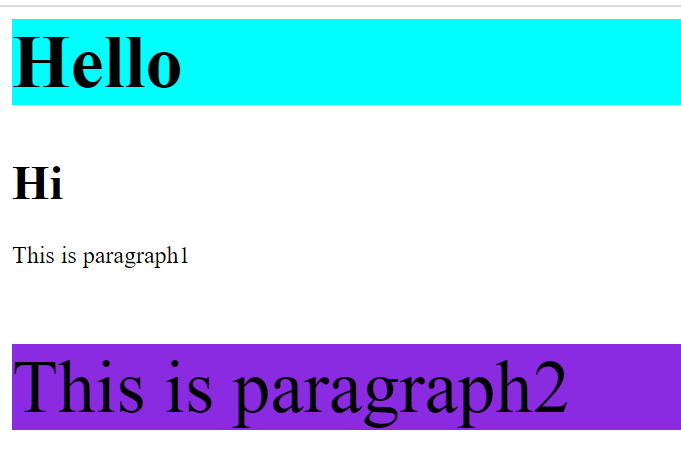 Hello
Hi
This is paragraph1
This is paragraph2